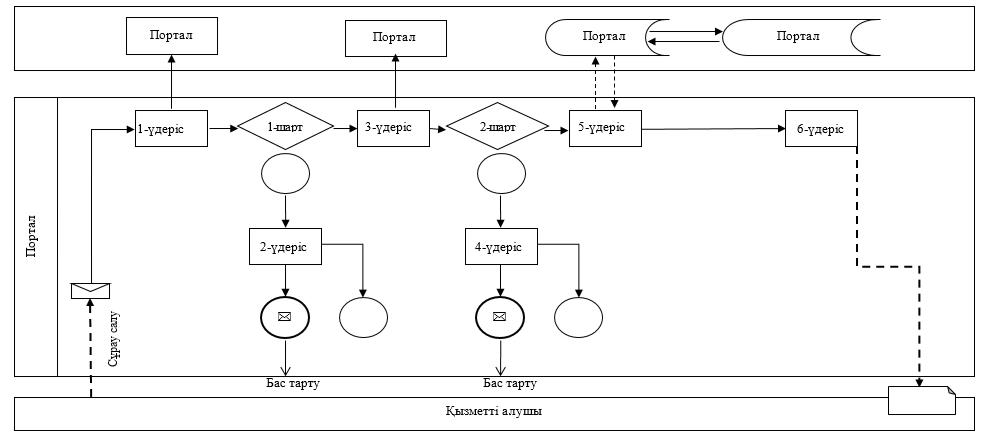 Портал
Портал
Портал
Портал
1-үдеріс
1-шарт
3-үдеріс
2-шарт
5-үдеріс
6-үдеріс
Портал
2-үдеріс
4-үдеріс
Сұрау салу
Бас тарту
Бас тарту
Қызметті алушы